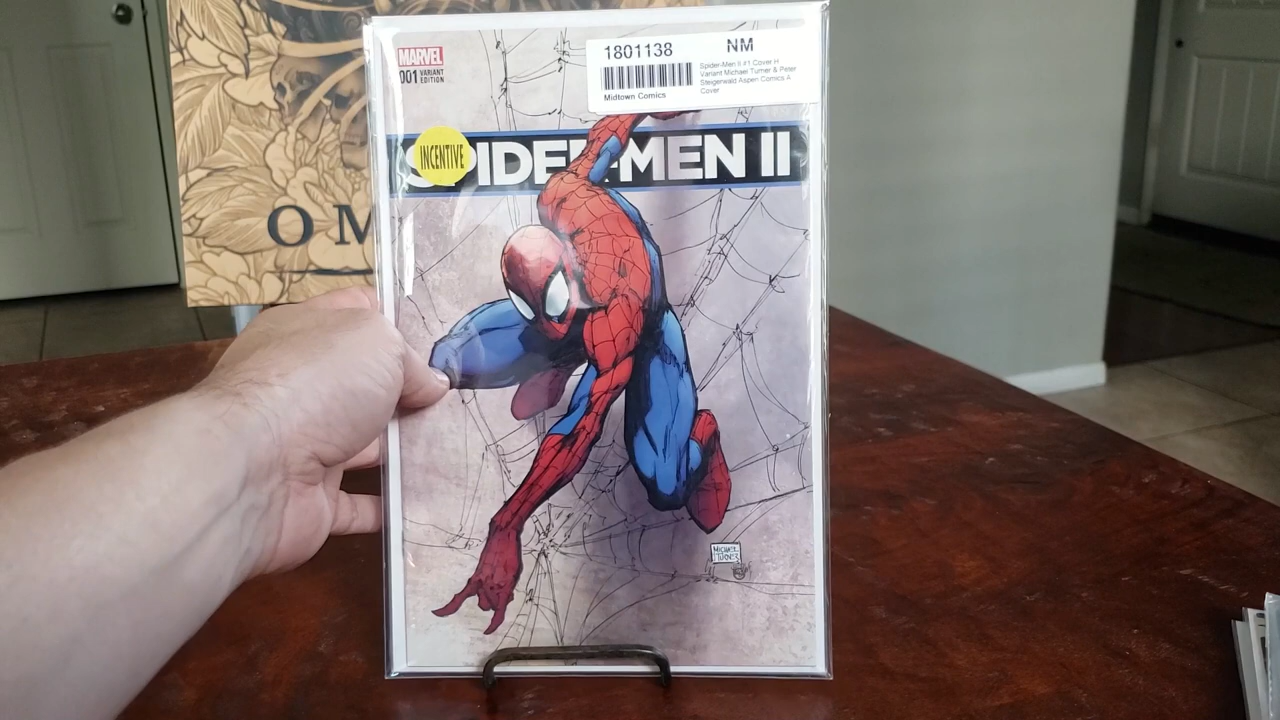 MARVEL
001 VARIANT
EDITION
1801138
NM
Midtown Comics
Spider-Men II #1 Cover H
Variant Michael Turner & Peter
Steigerwald Aspen Comics A
Cover
SPIDER-MEN II
INCENTIVE
OM
MICHAEL
TURNER